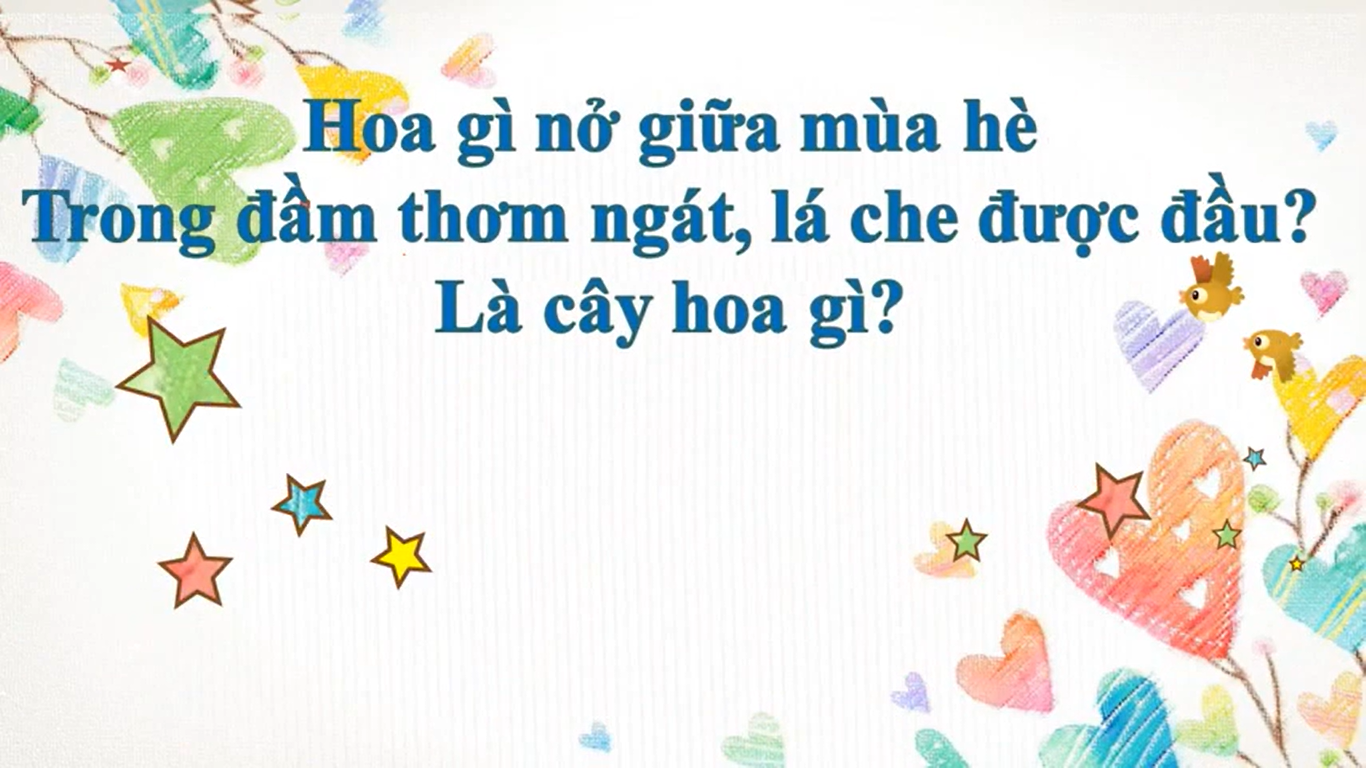 Hoa gì nở giữa mùa hè
Trong đầm thơm ngát, lá che được đầu?
Là cây hoa gì?